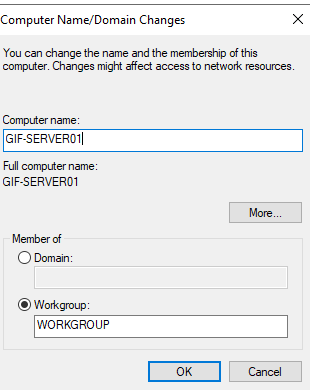 Computer Name/Domain Changes
You can change the name and the membership of this
computer. Changes might affect access to network resources.
Computer name:
GIF-SERVER01
Full computer name:
GIF-SERVER01
More...
Member of
Domain:
Workgroup:
WORKGROUP
OK
Cancel